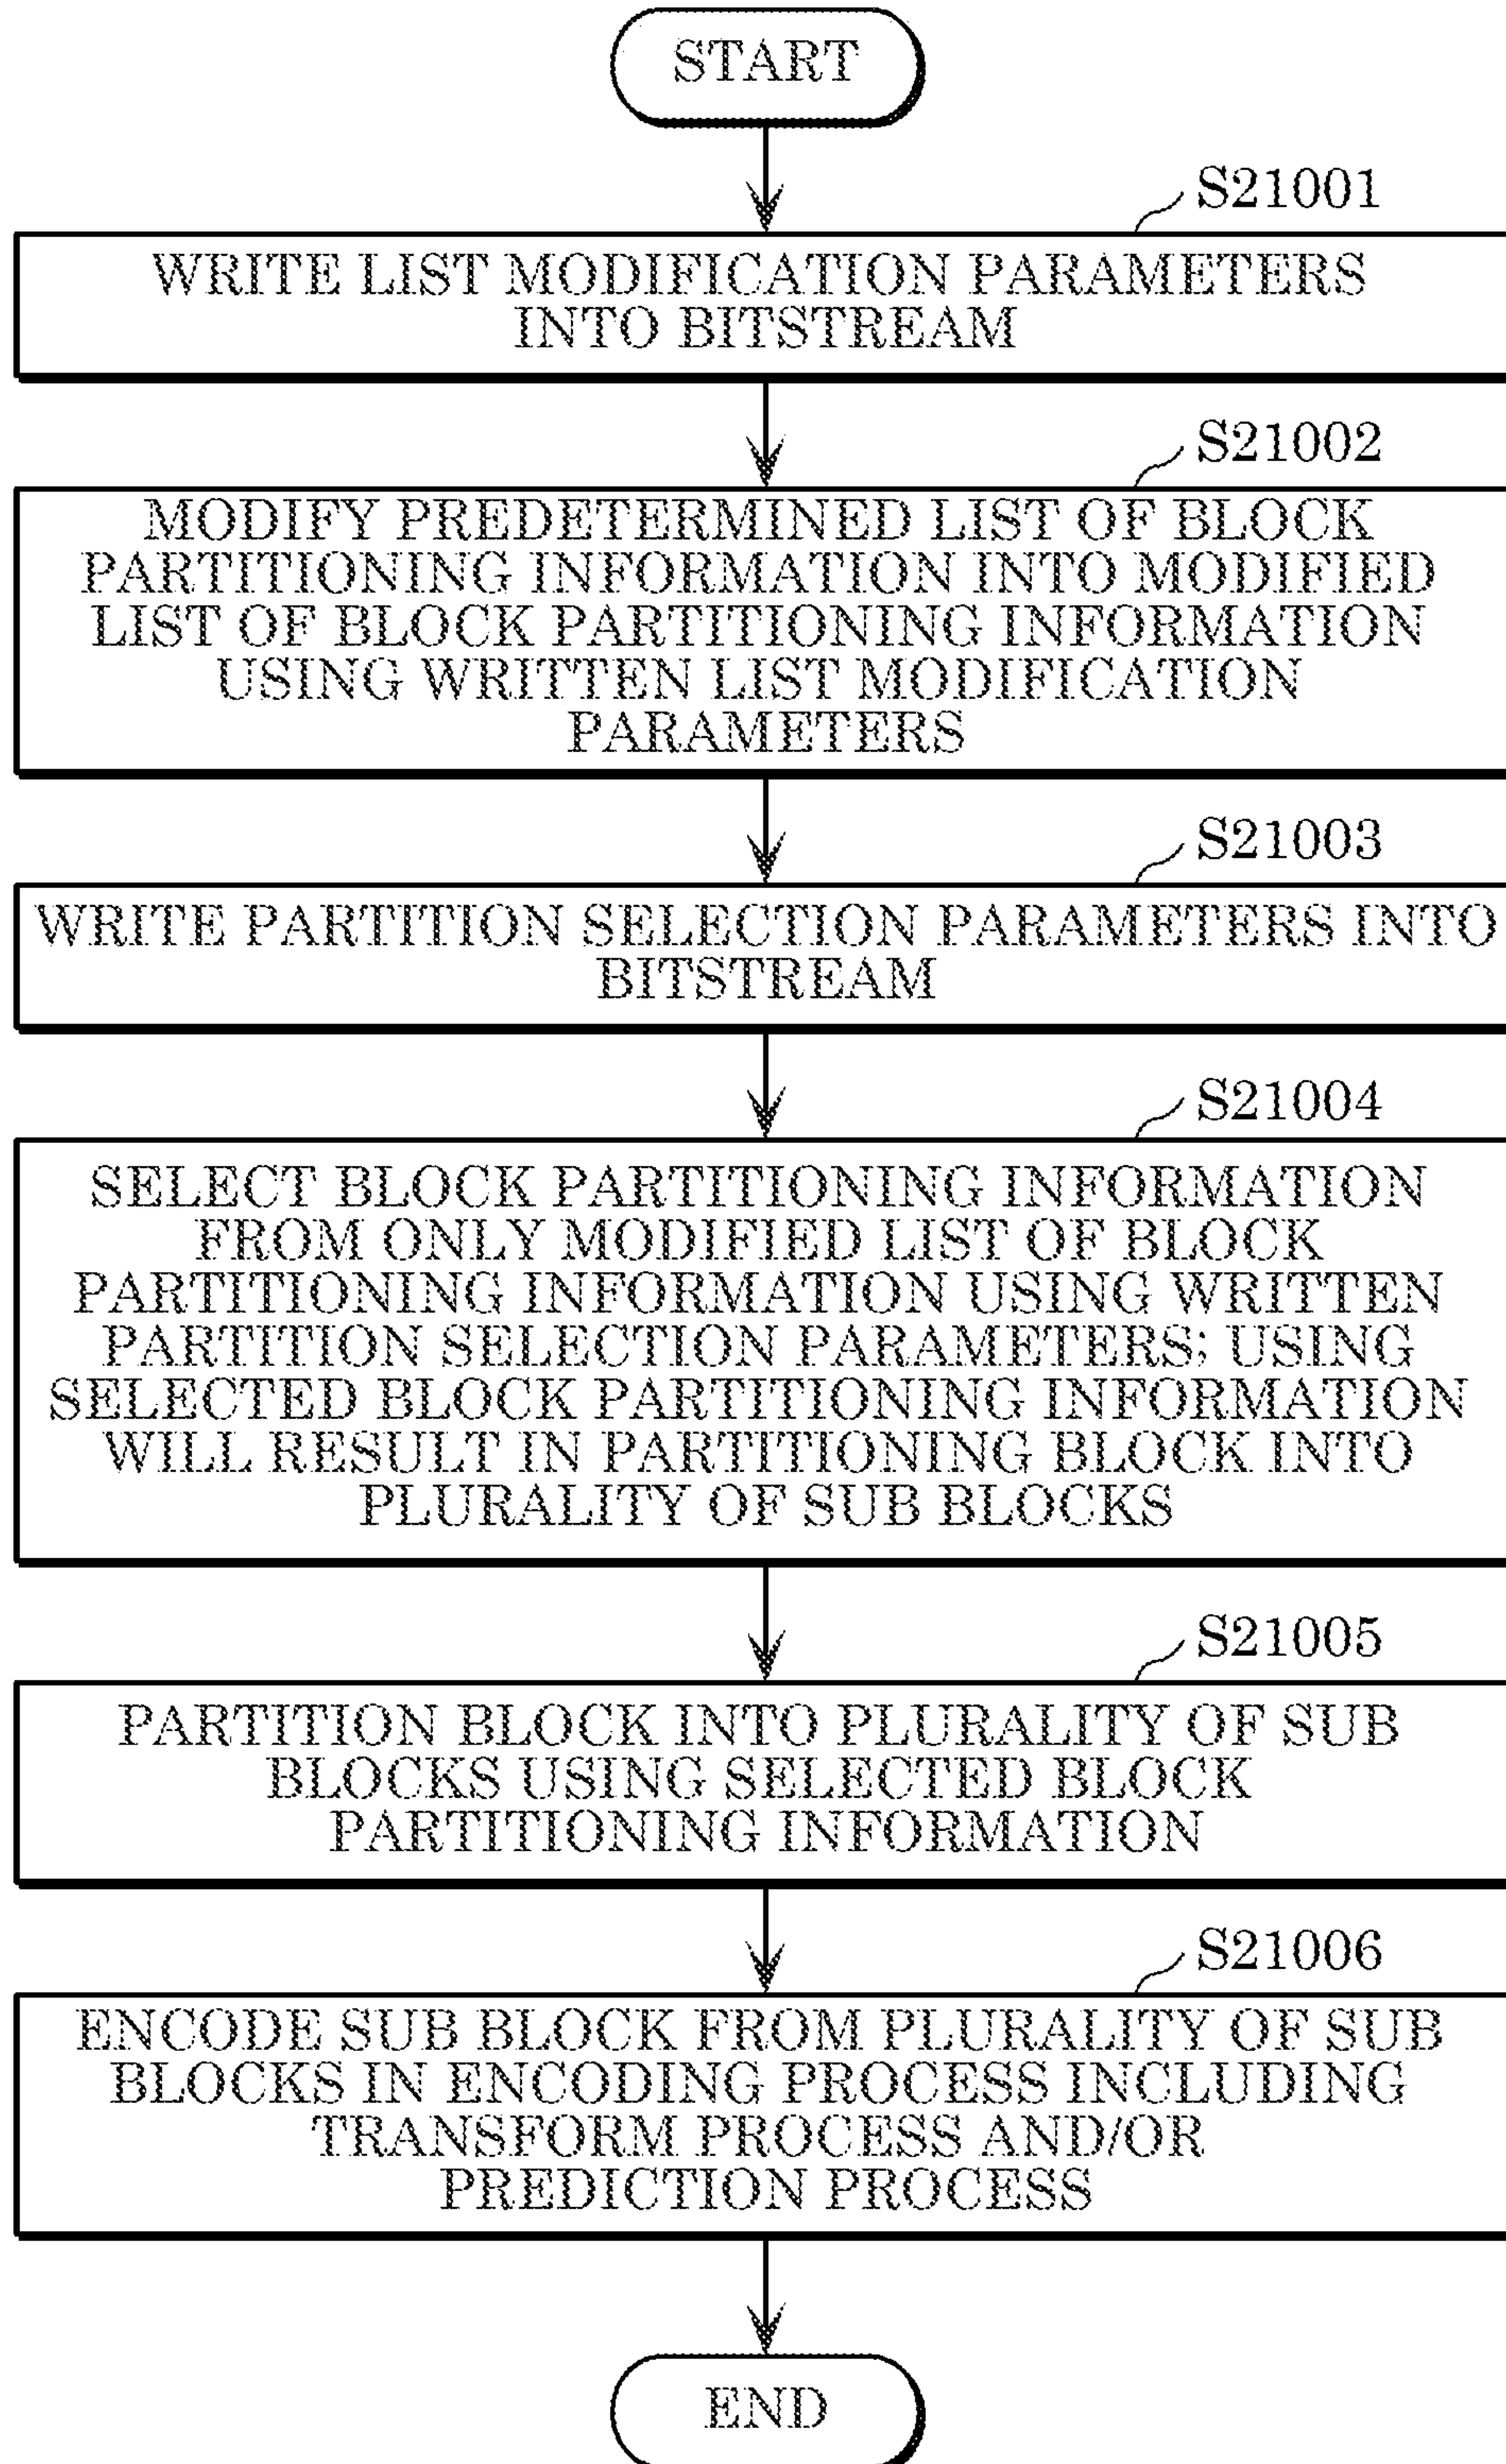 START
S21001
WRITE LIST MODIFICATION PARAMETERS
INTO BITSTREAM
S21002
MODIFY PREDETERMINED LIST OF BLOCK
PARTITIONING INFORMATION INTO MODIFIED
LIST OF BLOCK PARTITIONING INFORMATION
USING WRITTEN LIST MODIFICATION
PARAMETERS
S21003
WRITE PARTITION SELECTION PARAMETERS INTO
BITSTREAM
S21004
SELECT BLOCK PARTITIONING INFORMATION
FROM ONLY MODIFIED LIST OF BLOCK
PARTITIONING INFORMATION USING WRITTEN
PARTITION SELECTION PARAMETERS; USING
SELECTED BLOCK PARTITIONING INFORMATION
WILL RESULT IN PARTITIONING BLOCK INTO
PLURALITY OF SUB BLOCKS
S21005
PARTITION BLOCK INTO PLURALITY OF SUB
BLOCKS USING SELECTED BLOCK
PARTITIONING INFORMATION
S21006
ENCODE SUB BLOCK FROM PLURALITY OF SUB
BLOCKS IN ENCODING PROCESS INCLUDING
TRANSFORM PROCESS AND/OR
PREDICTION PROCESS
END